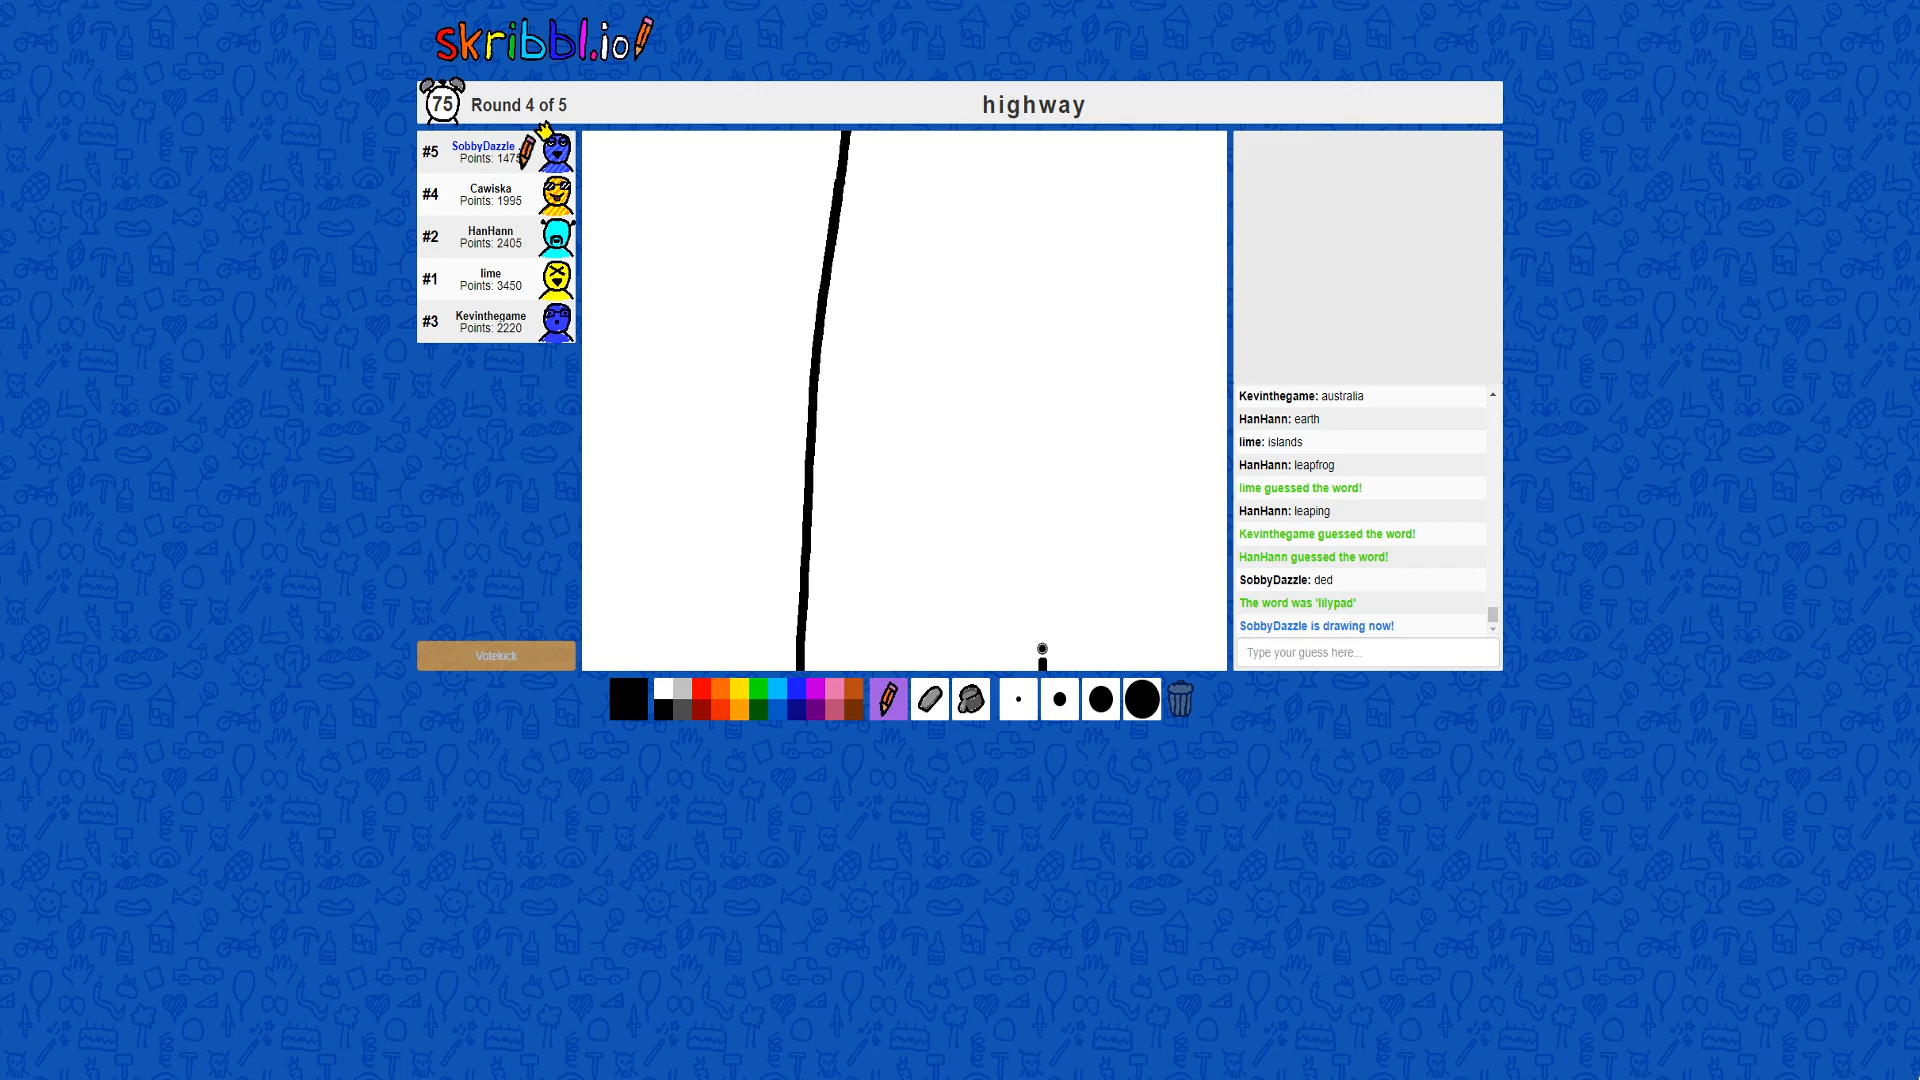 skribbl.io
75 Round 4 of 5
highway
#5 SobbyDazzle
Points: 1475
#4 Cawiska
Points: 1995
#2 HanHann
Points: 2405
#1 lime
Points: 3450
#3 Kevinthegame
Points: 2220
Votekick
Kevinthegame: australia
HanHann: earth
lime: islands
HanHann: leapfrog
lime guessed the word!
HanHann: leaping
Kevinthegame guessed the word!
HanHann guessed the word!
SobbyDazzle: ded
The word was 'lilypad'
SobbyDazzle is drawing now!
Type your guess here...